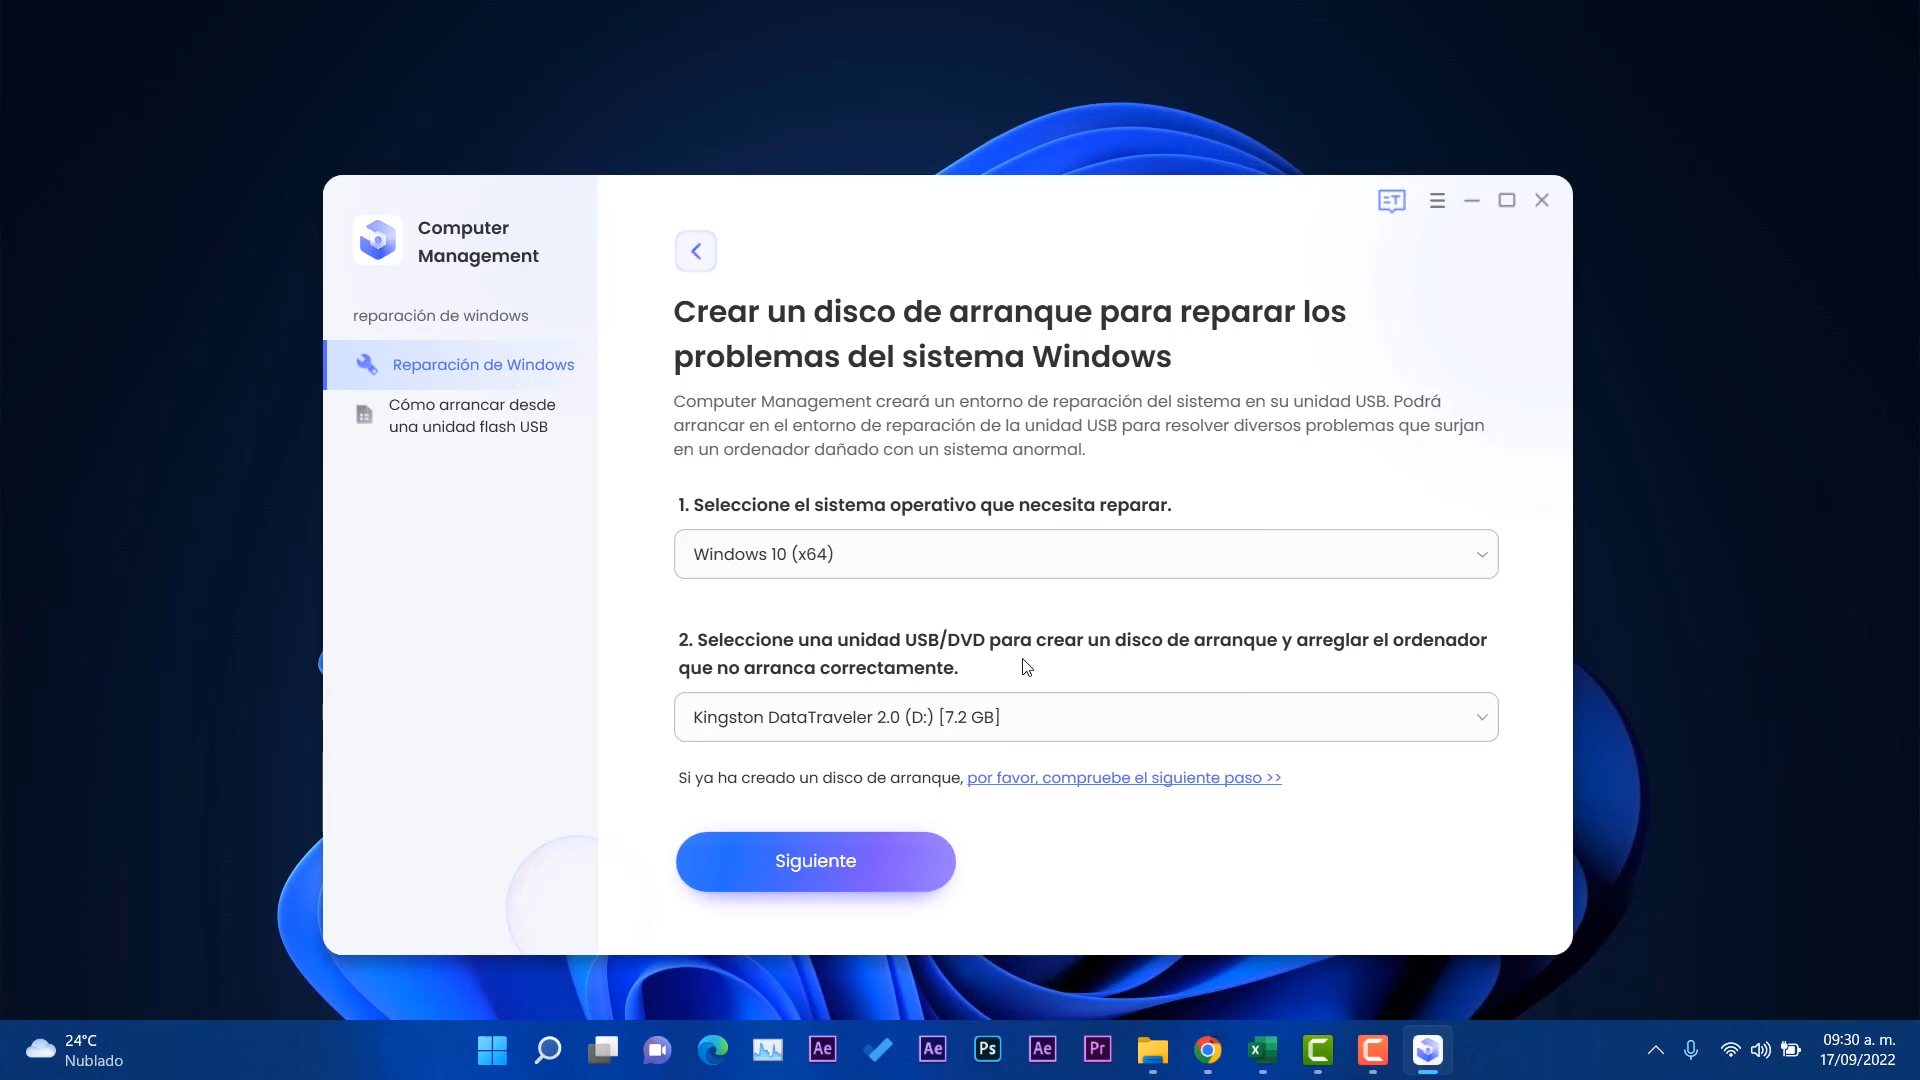 Computer
Management
reparación de windows
Reparación de Windows
Cómo arrancar desde
una unidad flash USB
Crear un disco de arranque para reparar los
problemas del sistema Windows
Computer Management creará un entorno de reparación del sistema en su unidad USB. Podrá
arrancar en el entorno de reparación de la unidad USB para resolver diversos problemas que surjan
en un ordenador dañado con un sistema anormal.
1. Seleccione el sistema operativo que necesita reparar.
Windows 10 (x64)
2. Seleccione una unidad USB/DVD para crear un disco de arranque y arreglar el ordenador
que no arranca correctamente.
Kingston DataTraveler 2.0 (D:) [7.2 GB]
Si ya ha creado un disco de arranque, por favor, compruebe el siguiente paso >>
Siguiente
24°C
Nublado
Ae
Ae
Ps
Ae
Pr
09:30 a. m.
17/09/2022